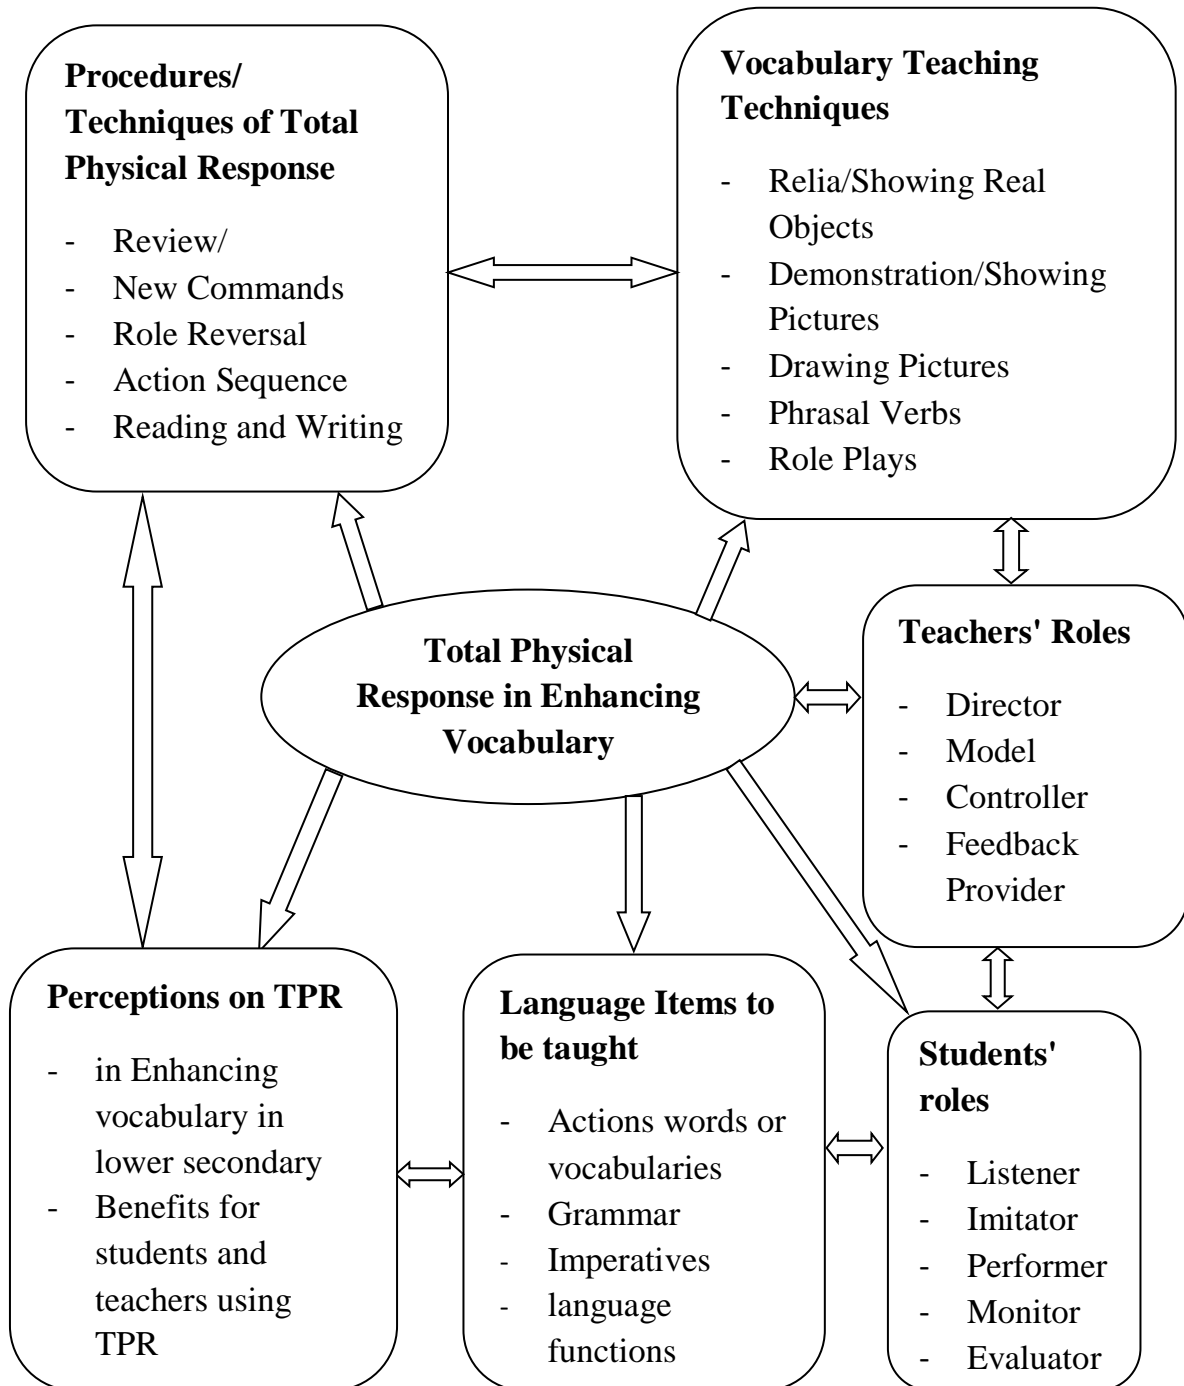 Procedures/
Techniques of Total
Physical Response
- Review/
- New Commands
- Role Reversal
- Action Sequence
- Reading and Writing
Vocabulary Teaching
Techniques
- Relia/Showing Real
Objects
- Demonstration/Showing
Pictures
- Drawing Pictures
- Phrasal Verbs
- Role Plays
Total Physical
Response in Enhancing
Vocabulary
Teachers' Roles
- Director
- Model
- Controller
- Feedback
Provider
Perceptions on TPR
- in Enhancing
vocabulary in
lower secondary
- Benefits for
students and
teachers using
TPR
Language Items to
be taught
- Actions words or
vocabularies
- Grammar
- Imperatives
- language
functions
Students'
roles
- Listener
- Imitator
- Performer
- Monitor
- Evaluator